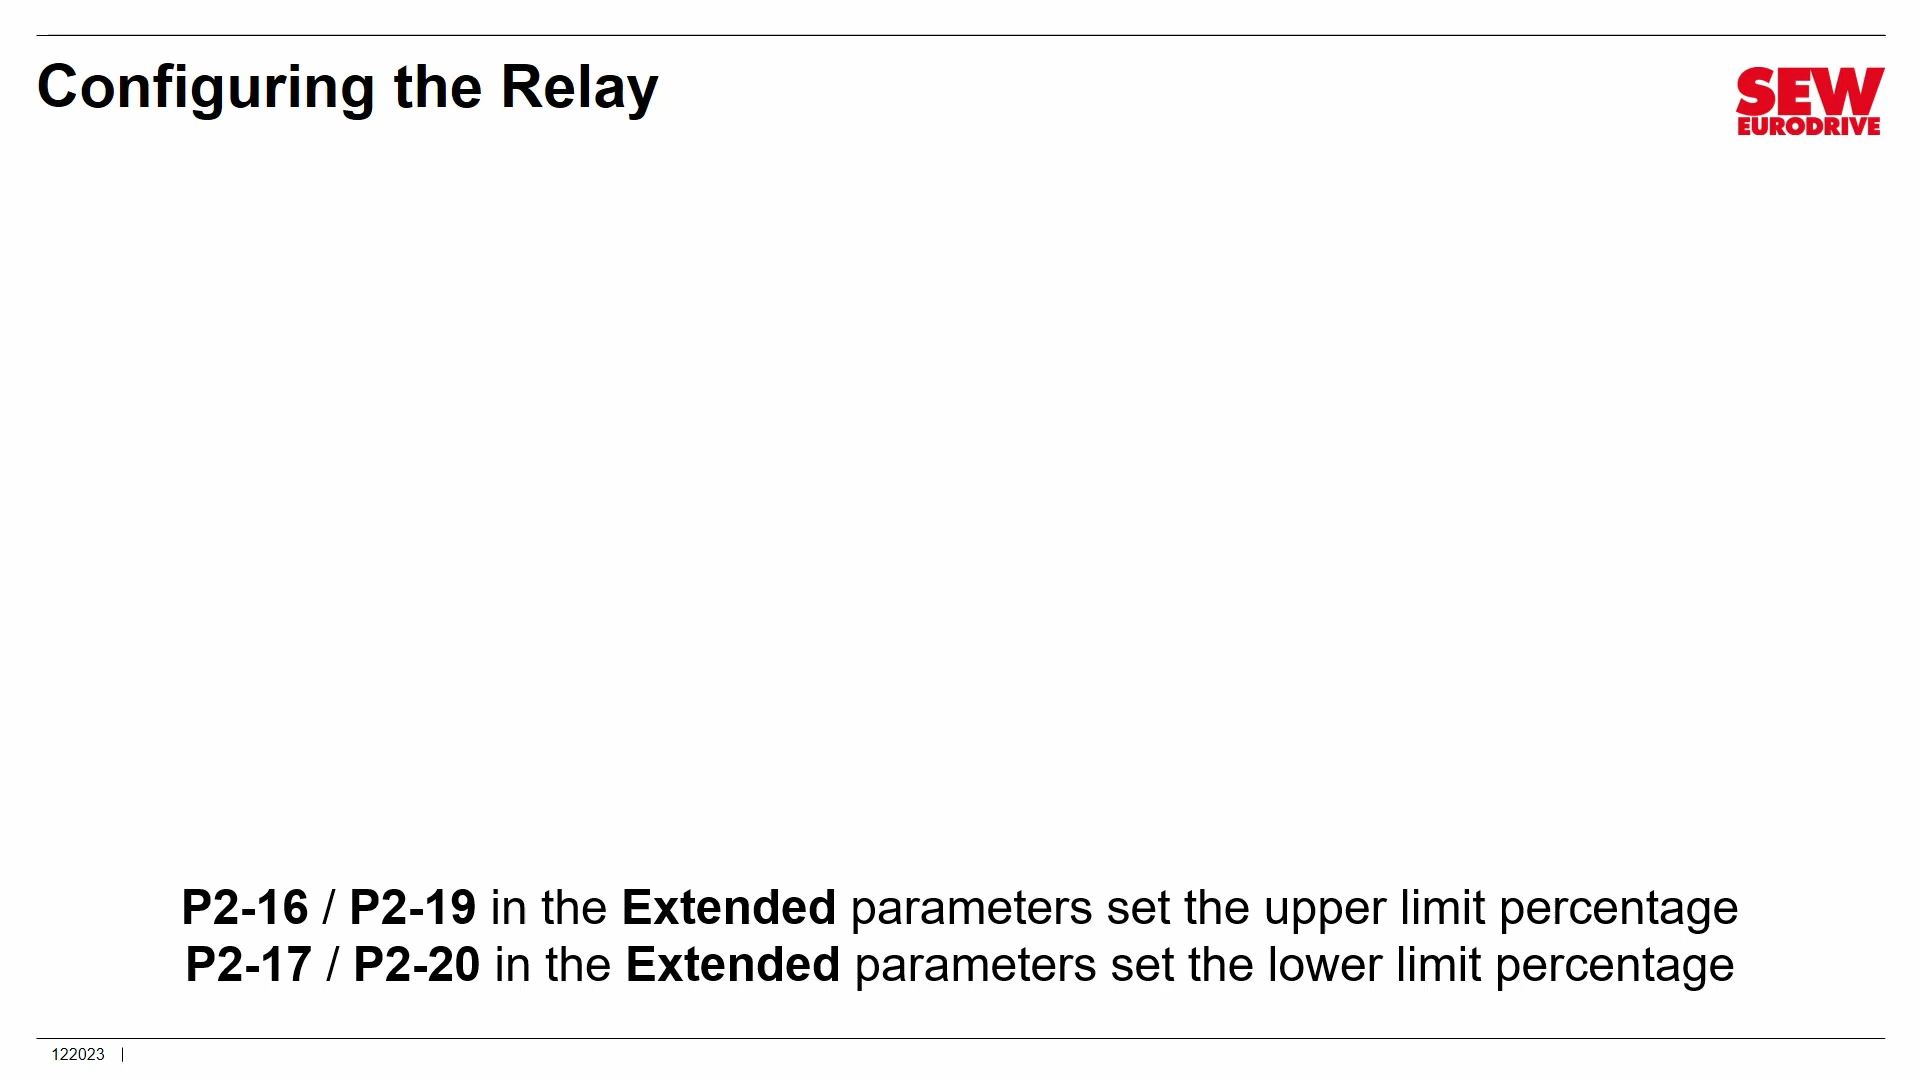 Configuring the Relay
SEW
EURODRIVE
P2-16 / P2-19 in the Extended parameters set the upper limit percentage
P2-17 / P2-20 in the Extended parameters set the lower limit percentage
122023 |